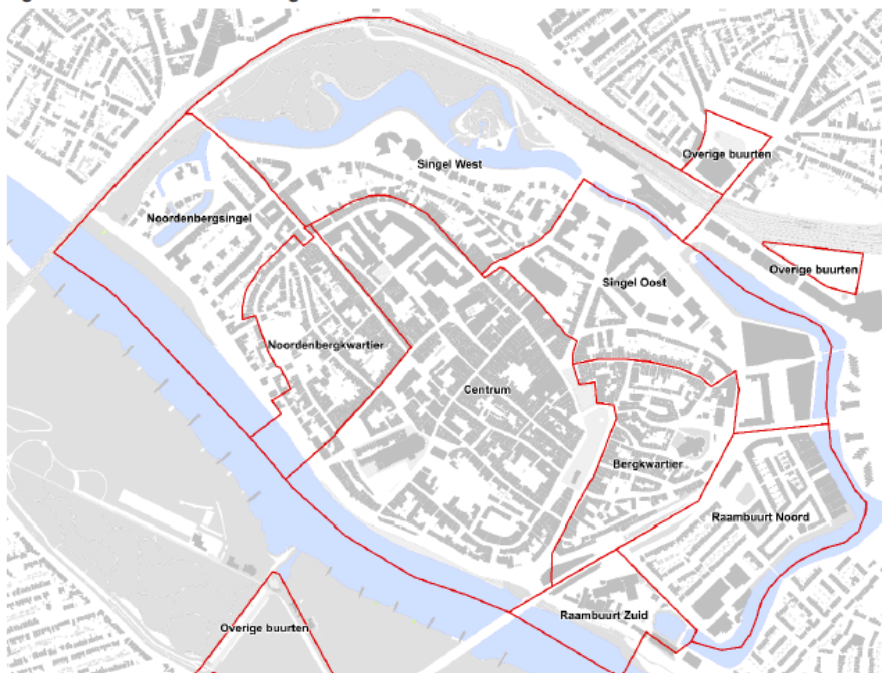 Overige buurten
Singel West
Noordenbergsingel
Overige buurten
Singel Oost
Noordenbergkwartier
Centrum
Bergkwartier
Raambuurt Noord
Raambuurt Zuid
Overige buurten